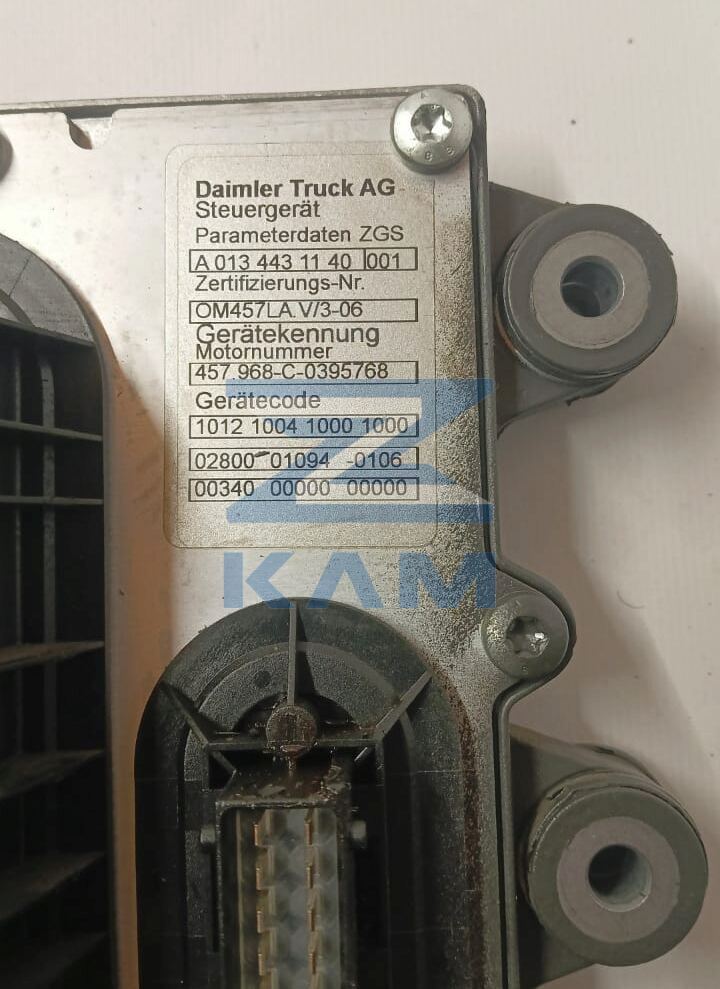 Daimler Truck AG
Steuergerät
Parameterdaten ZGS
A 013 443 11 40 001
Zertifizierungs-Nr.
OM457LA.V/3-06
Gerätekennung
Motornummer
457.968-C-0395768
Gerätecode
1012 1004 1000 1000
02800 01094 -0106
00340 00000 00000
KAM